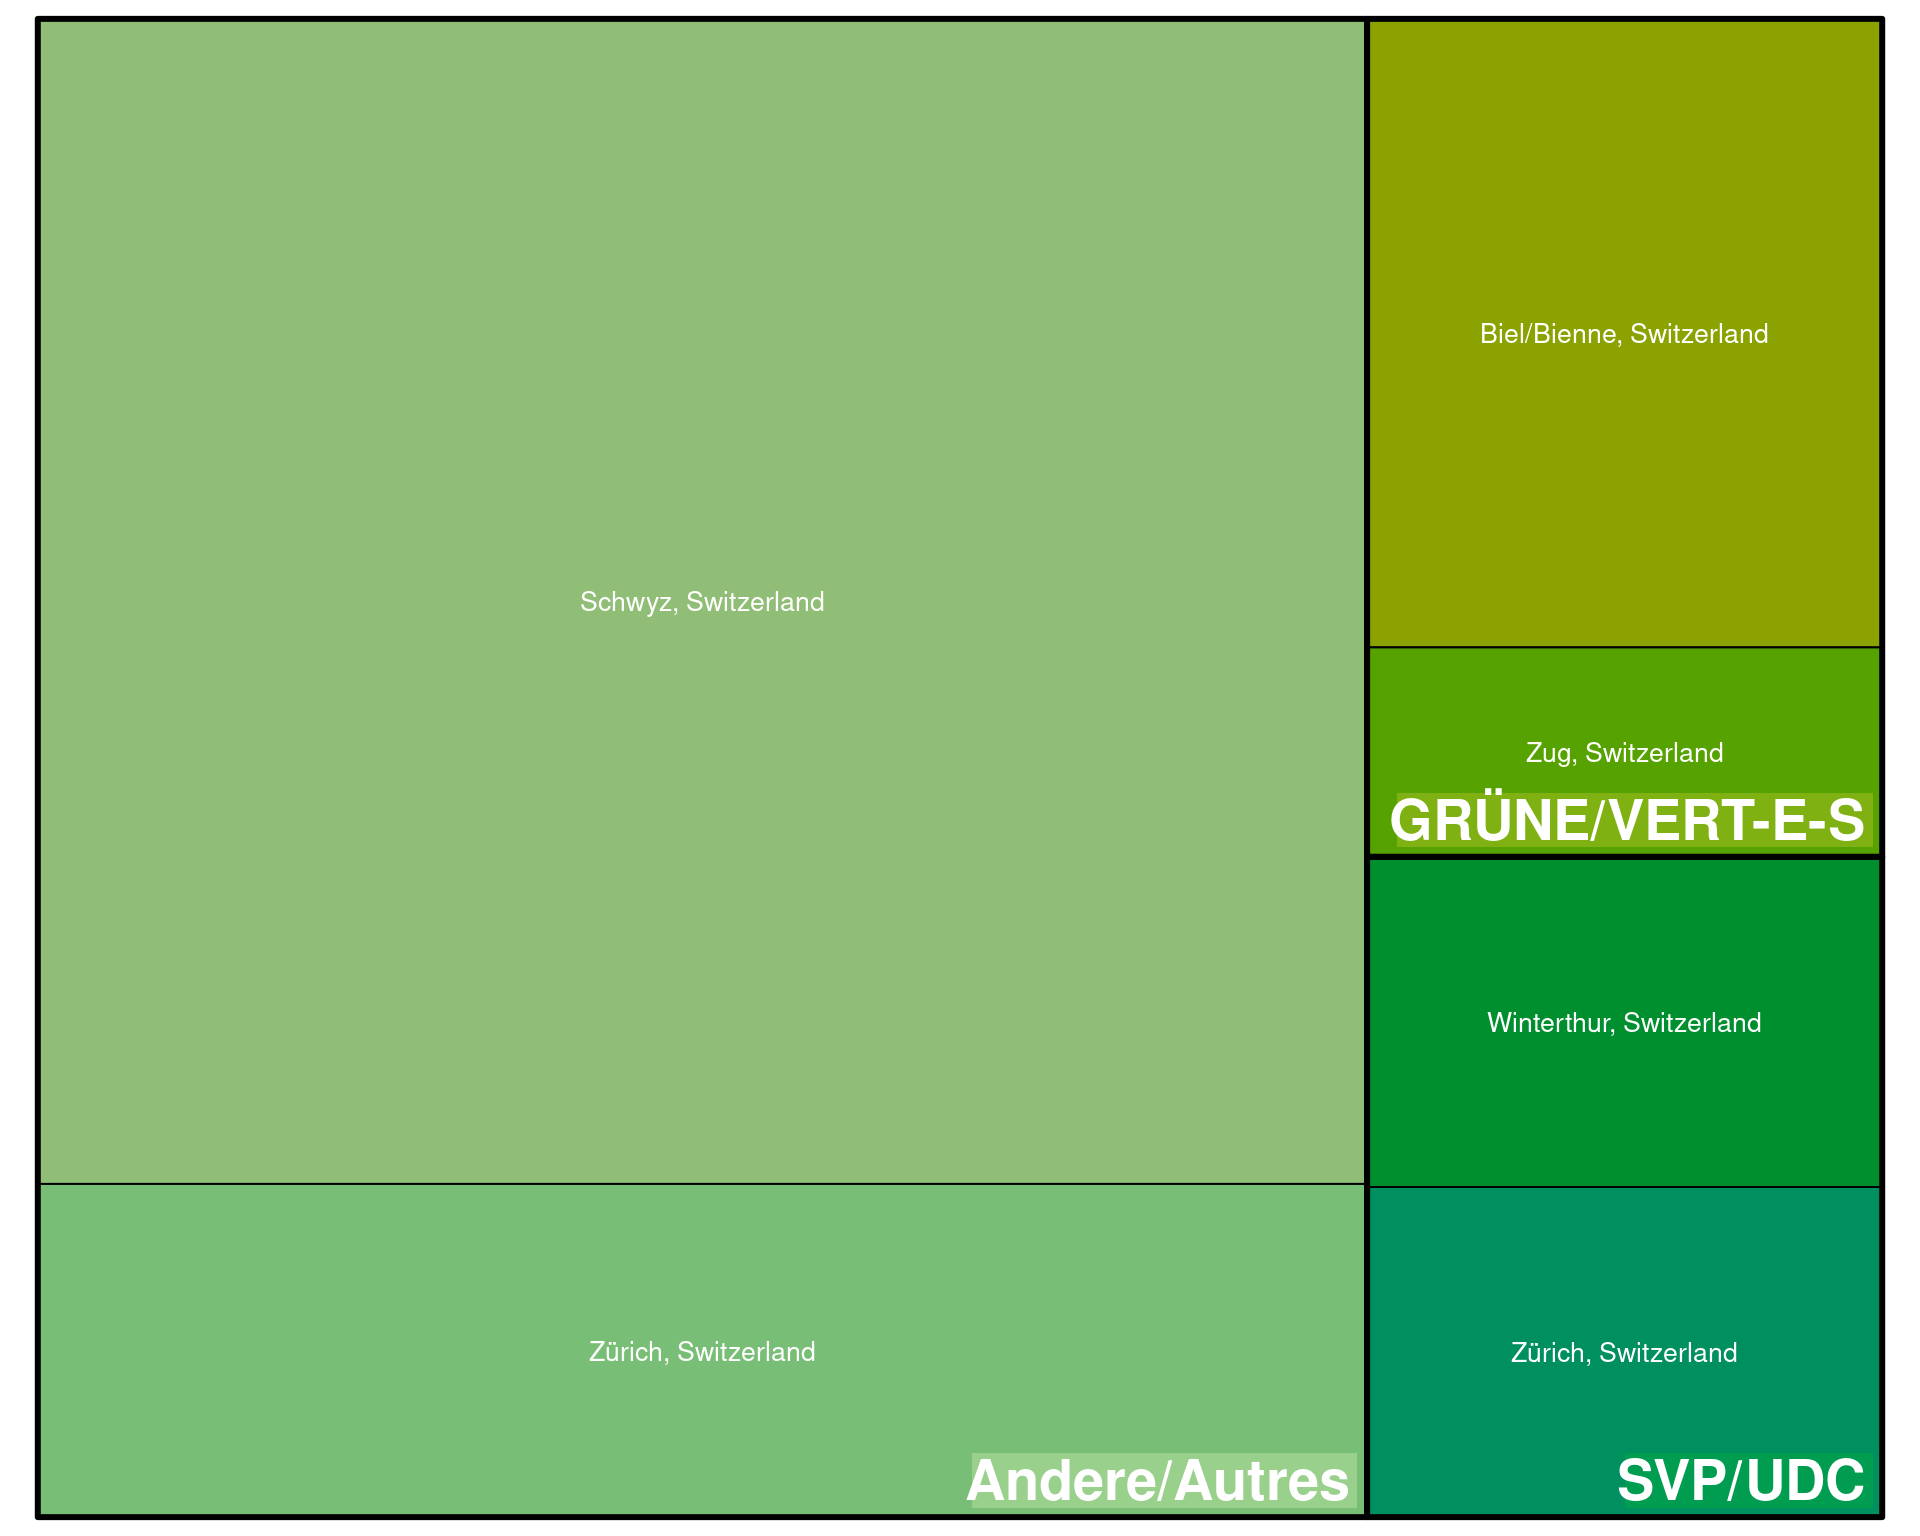 Schwyz, Switzerland
Zürich, Switzerland
Andere/Autres
Biel/Bienne, Switzerland
Zug, Switzerland
GRÜNE/VERT-E-S
Winterthur, Switzerland
Zürich, Switzerland
SVP/UDC